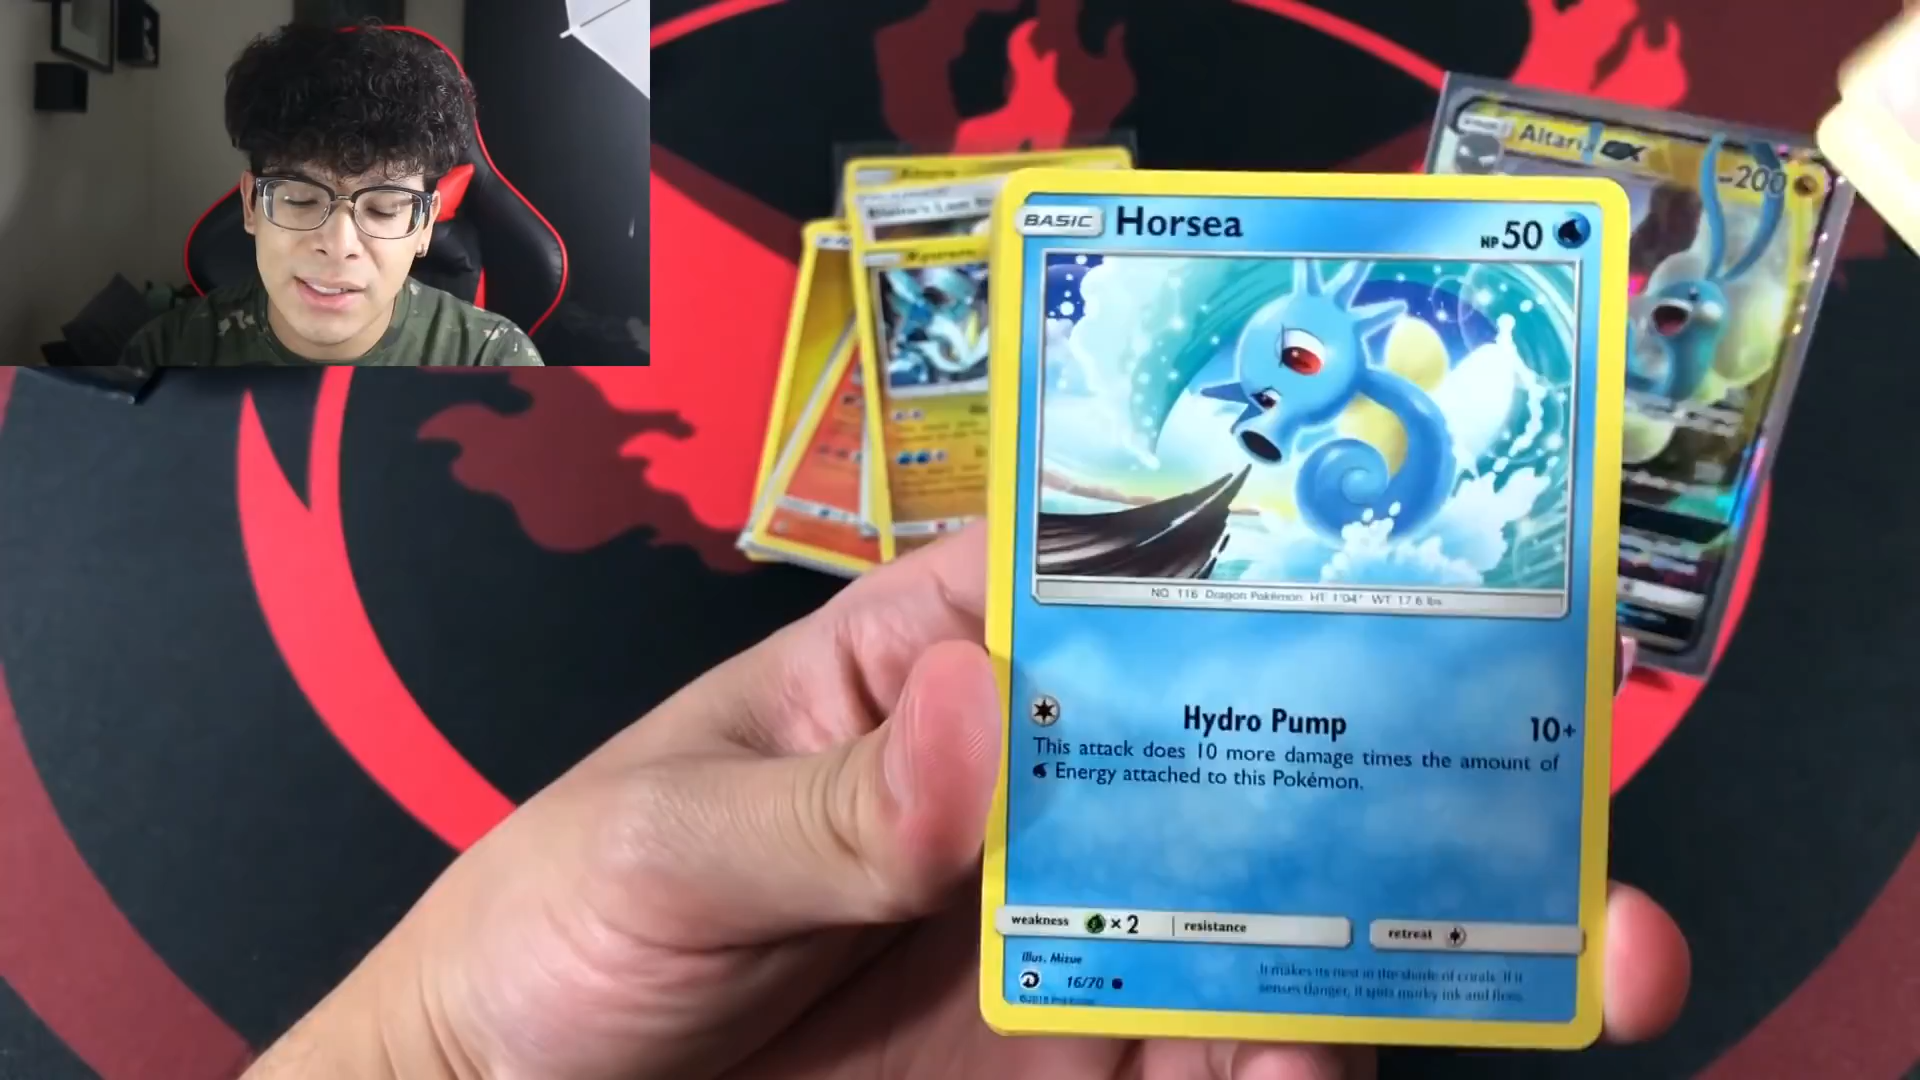 BASIC Horsea HP 50
NO. 116 Dragon Pokémon HT 1'04" WT 17.6 lbs.
Hydro Pump 10+
This attack does 10 more damage times the amount of
Energy attached to this Pokémon.
weakness × 2 resistance retreat
Illus. Mizue
16/70
It makes its nest in the shade of corals. If it
senses danger, it spits murky ink and flees.
Altaria GX 200